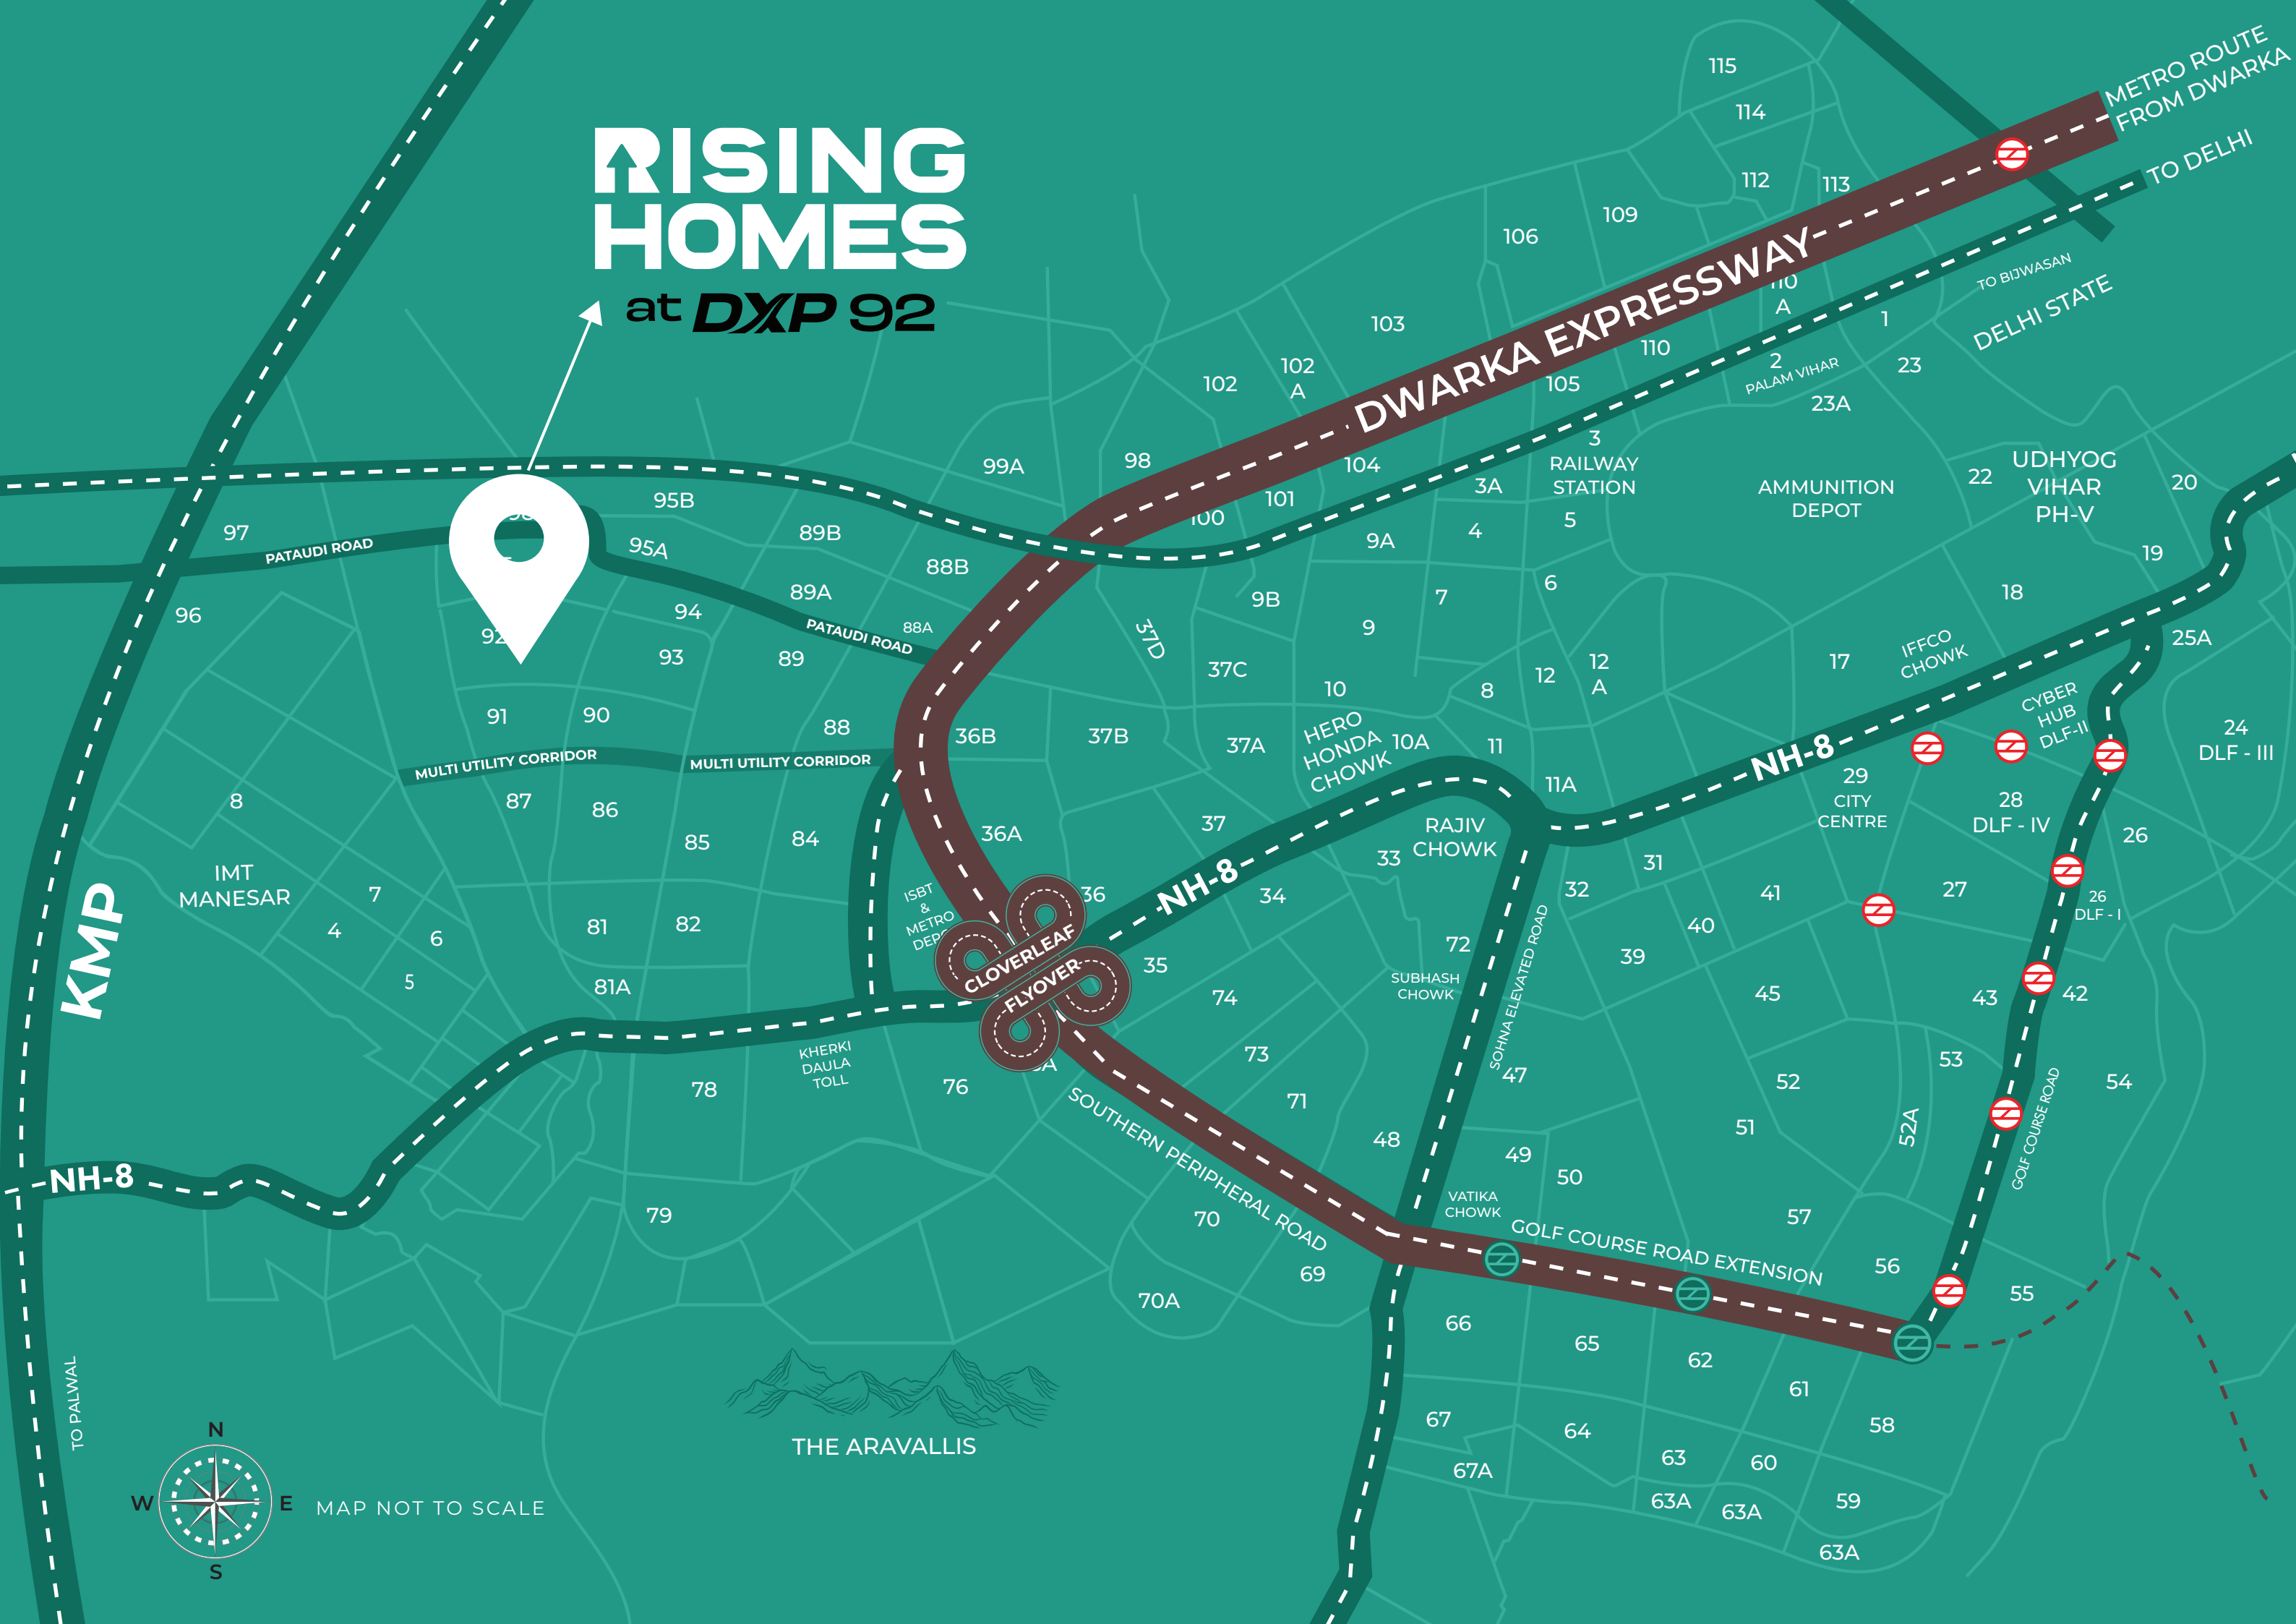 RISING
HOMES
at DXP 92
METRO ROUTE
FROM DWARKA
TO DELHI
TO BIJWASAN
DELHI STATE
DWARKA EXPRESSWAY
115
114
112
113
109
106
103
102
102
A
110
A
110
105
1
2
PALAM VIHAR
23
23A
3
RAILWAY
STATION
3A
104
101
100
98
99A
AMMUNITION
DEPOT
22
UDHYOG
VIHAR
PH-V
20
19
18
97
PATAUDI ROAD
95B
95A
89B
88B
89A
94
PATAUDI ROAD
88A
96
92
93
89
9A
4
5
9B
7
6
9
37D
37C
10
8
12
12
A
17
IFFCO
CHOWK
25A
91
90
88
36B
37B
37A
HERO
HONDA
CHOWK
10A
11
11A
NH-8
CYBER
HUB
DLF-II
24
DLF - III
MULTI UTILITY CORRIDOR
MULTI UTILITY CORRIDOR
8
87
86
85
84
36A
37
33
RAJIV
CHOWK
31
29
CITY
CENTRE
28
DLF - IV
26
IMT
MANESAR
7
4
6
5
KMP
81
82
81A
ISBT
&
METRO
36
NH-8
34
32
41
40
39
27
26
DLF - I
CLOVERLEAF
FLYOVER
35
74
72
SUBHASH
CHOWK
SOHNA ELEVATED ROAD
45
43
42
KHERKI
DAULA
TOLL
78
76
73
71
47
52
53
54
51
52A
GOLF COURSE ROAD
SOUTHERN PERIPHERAL ROAD
48
49
50
VATIKA
CHOWK
57
NH-8
79
70
69
70A
GOLF COURSE ROAD EXTENSION
56
55
66
65
62
61
58
67
64
63
60
67A
63A
63A
59
63A
TO PALWAL
THE ARAVALLIS
N
W
E
S
MAP NOT TO SCALE